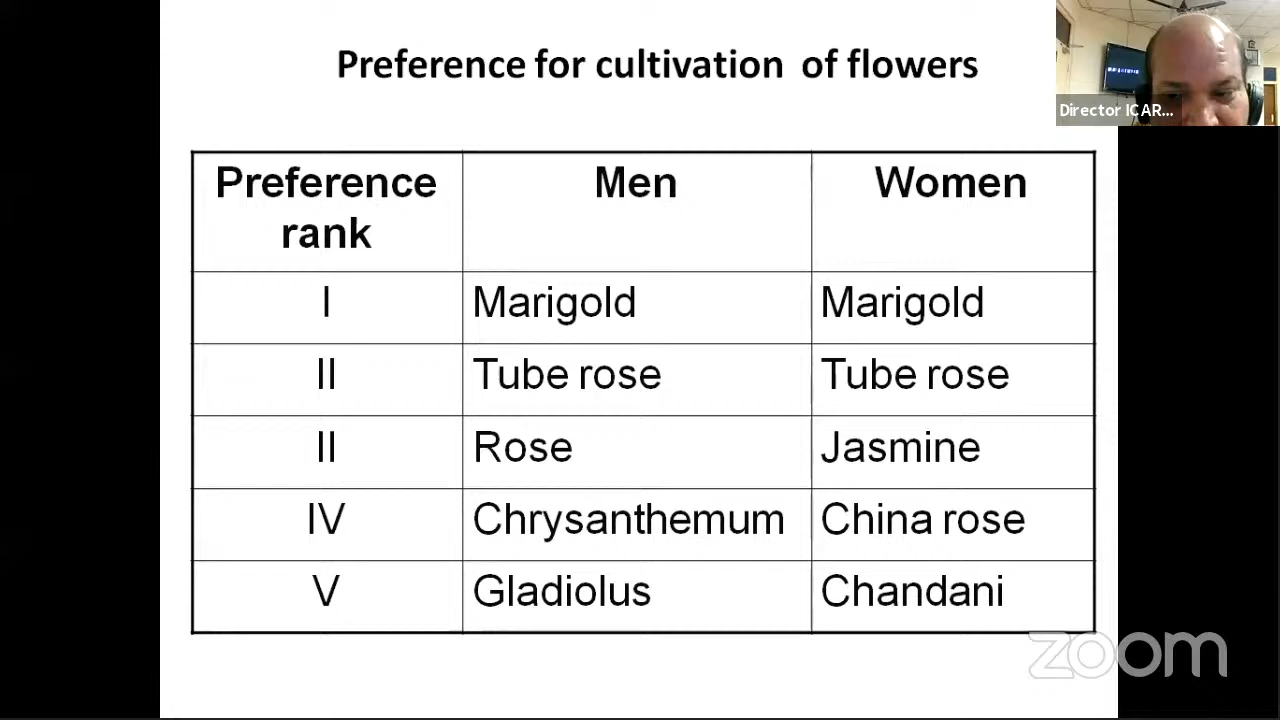 Preference for cultivation of flowers
Director ICAR...
Preference rank Men Women
I Marigold Marigold
II Tube rose Tube rose
II Rose Jasmine
IV Chrysanthemum China rose
V Gladiolus Chandani
zoom